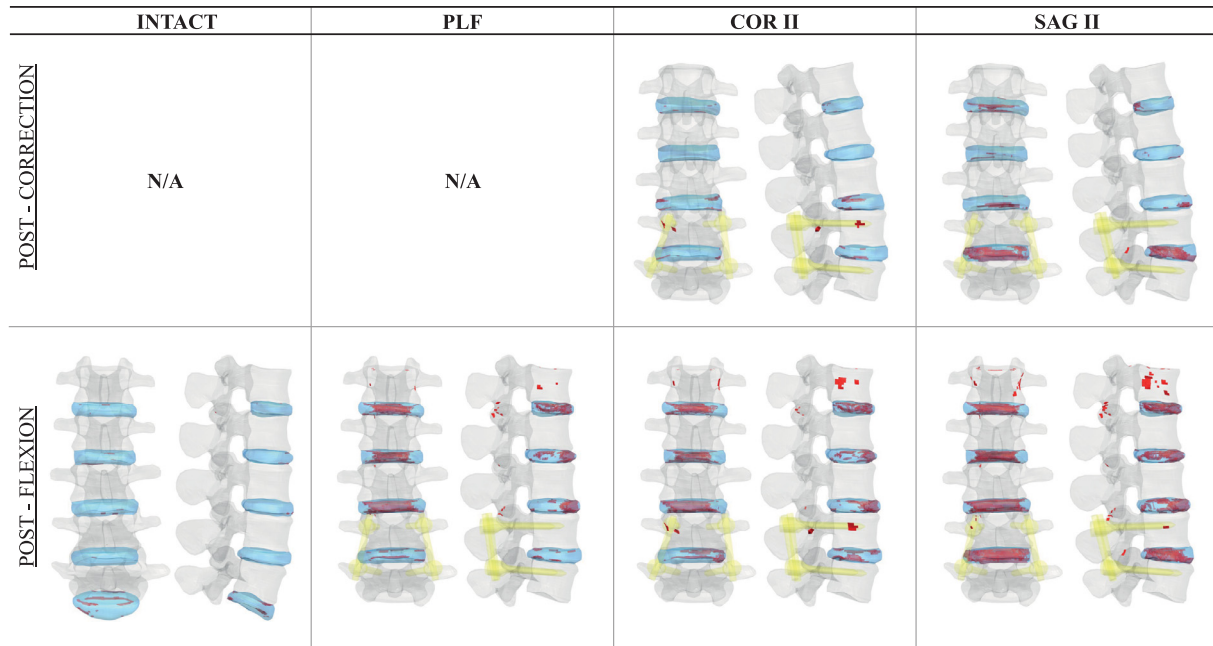 INTACT
PLF
COR II
SAG II
POST - CORRECTION
N/A
N/A
POST - FLEXION